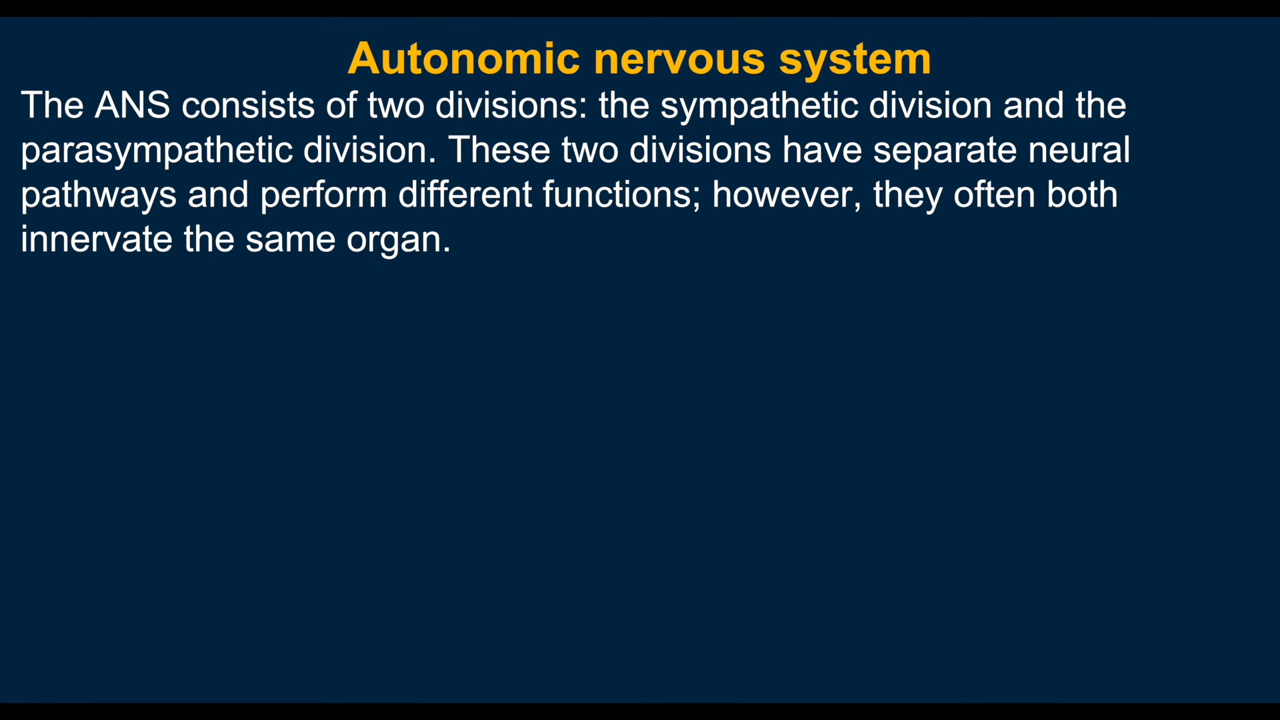 Autonomic nervous system
The ANS consists of two divisions: the sympathetic division and the
parasympathetic division. These two divisions have separate neural
pathways and perform different functions; however, they often both
innervate the same organ.